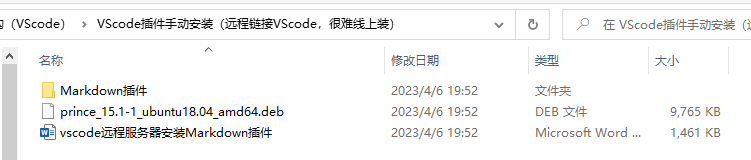 (VScode) › VScode插件手动安装（远程链接VScode，很难线上装）
在 VScode插件手动安装
名称 修改日期 类型 大小
Markdown插件 2023/4/6 19:52 文件夹
prince_15.1-1_ubuntu18.04_amd64.deb 2023/4/6 19:52 DEB 文件 9,765 KB
vscode远程服务器安装Markdown插件 2023/4/6 19:52 Microsoft Word ... 1,461 KB